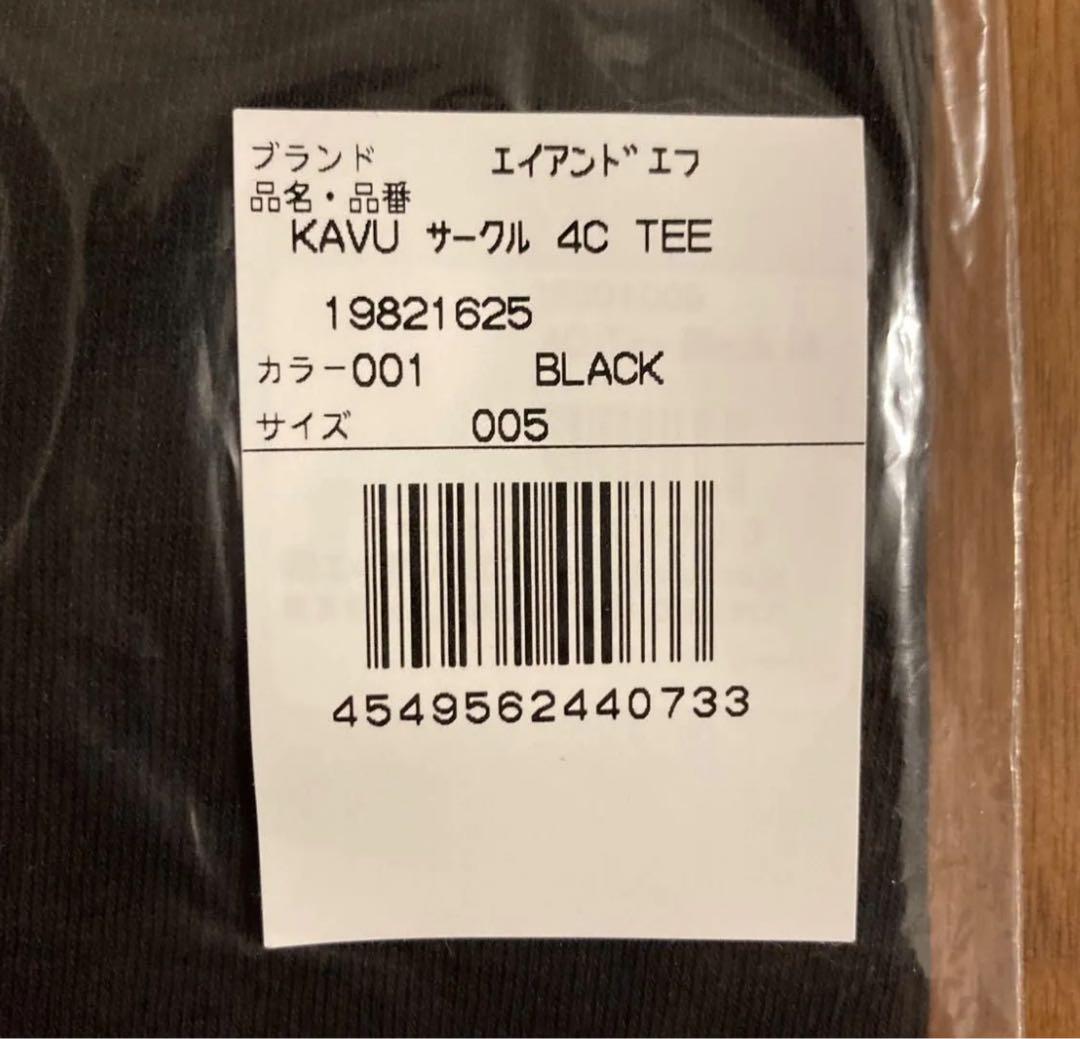 ブランド ｴｲｱﾝﾄﾞｴﾌ
品名・品番
KAVU ｻｰｸﾙ 4C TEE
19821625
カラー001 BLACK
サイズ 005
4549562440733